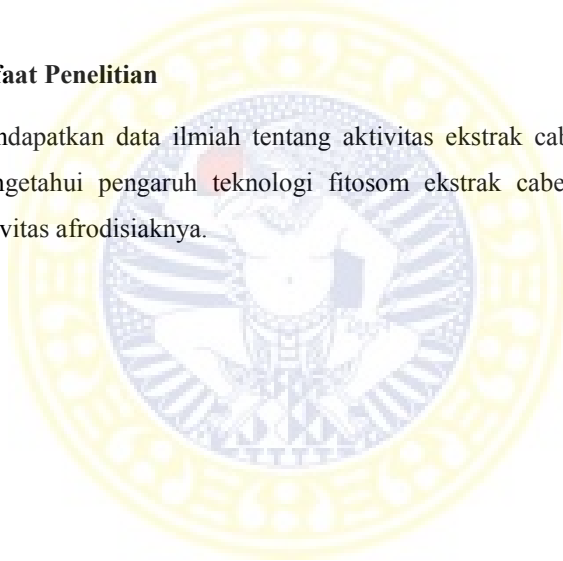 faat Penelitian
ndapatkan data ilmiah tentang aktivitas ekstrak cab
ngetahui pengaruh teknologi fitosom ekstrak cabe
vitas afrodisiaknya.